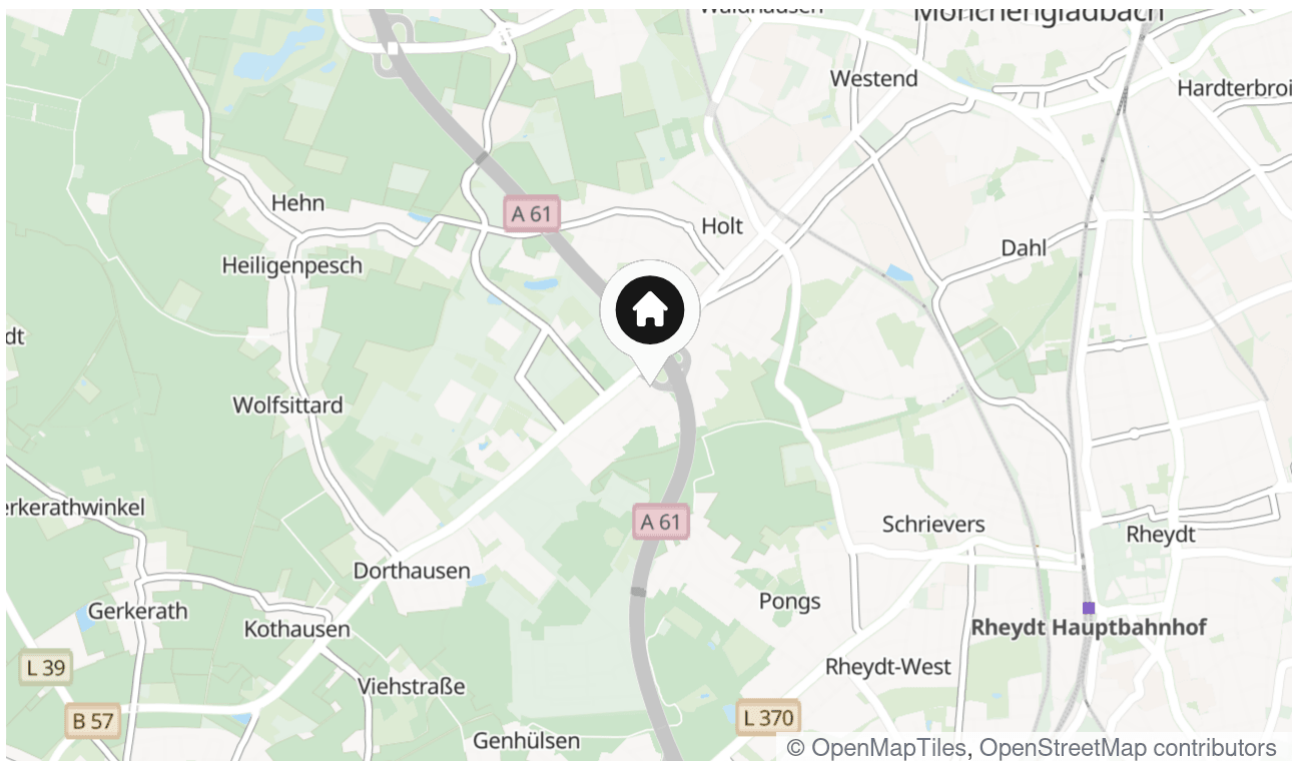 Waldhausen
Mönchengladbach
Westend
Hardterbroi
Hehn
A 61
Holt
Dahl
Heiligenpesch
dt
Wolfsittard
erkerathwinkel
A 61
Schrievers
Rheydt
Dorthausen
Gerkerath
Pongs
Kothausen
Rheydt Hauptbahnhof
L 39
Rheydt-West
Viehstraße
B 57
L 370
Genhülsen
© OpenMapTiles, OpenStreetMap contributors